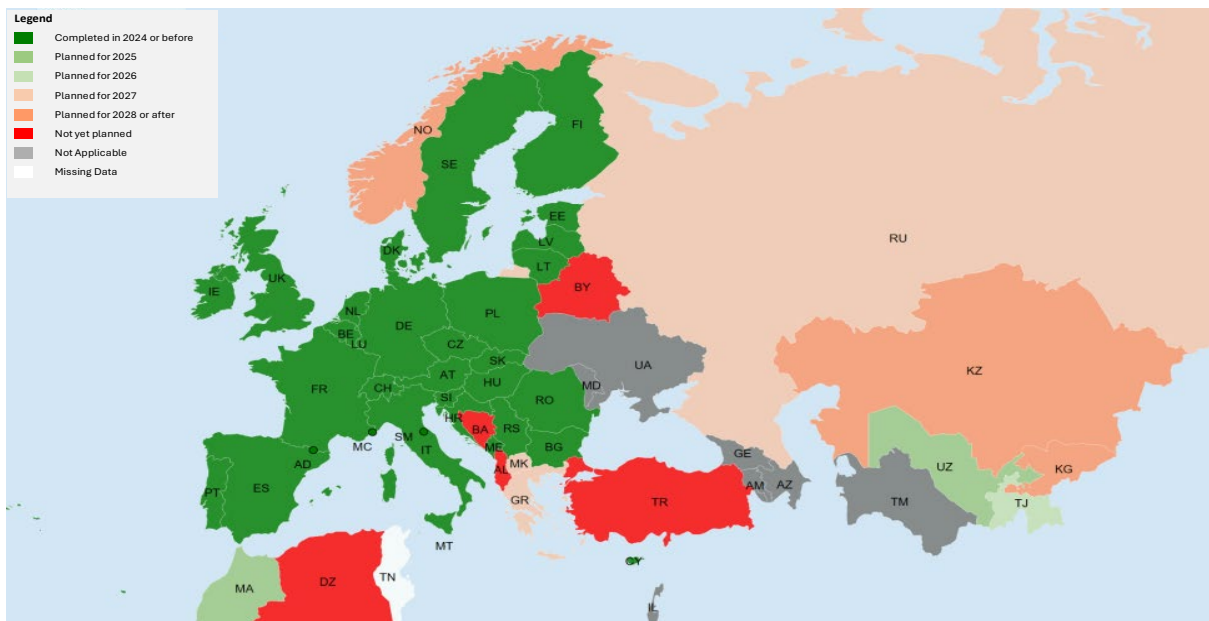 Legend
Completed in 2024 or before
Planned for 2025
Planned for 2026
Planned for 2027
Planned for 2028 or after
Not yet planned
Not Applicable
Missing Data
NO
FI
SE
EE
RU
LV
DK
LT
UK
IE
BY
NL
PL
DE
BE
LU
CZ
SK
UA
KZ
AT
HU
MD
FR
CH
SI
RO
HR
BA
RS
MC
SM
IT
ME
BG
AD
AL
MK
GE
UZ
KG
PT
ES
GR
TR
AM
AZ
TM
TJ
MT
CY
MA
DZ
TN
IL